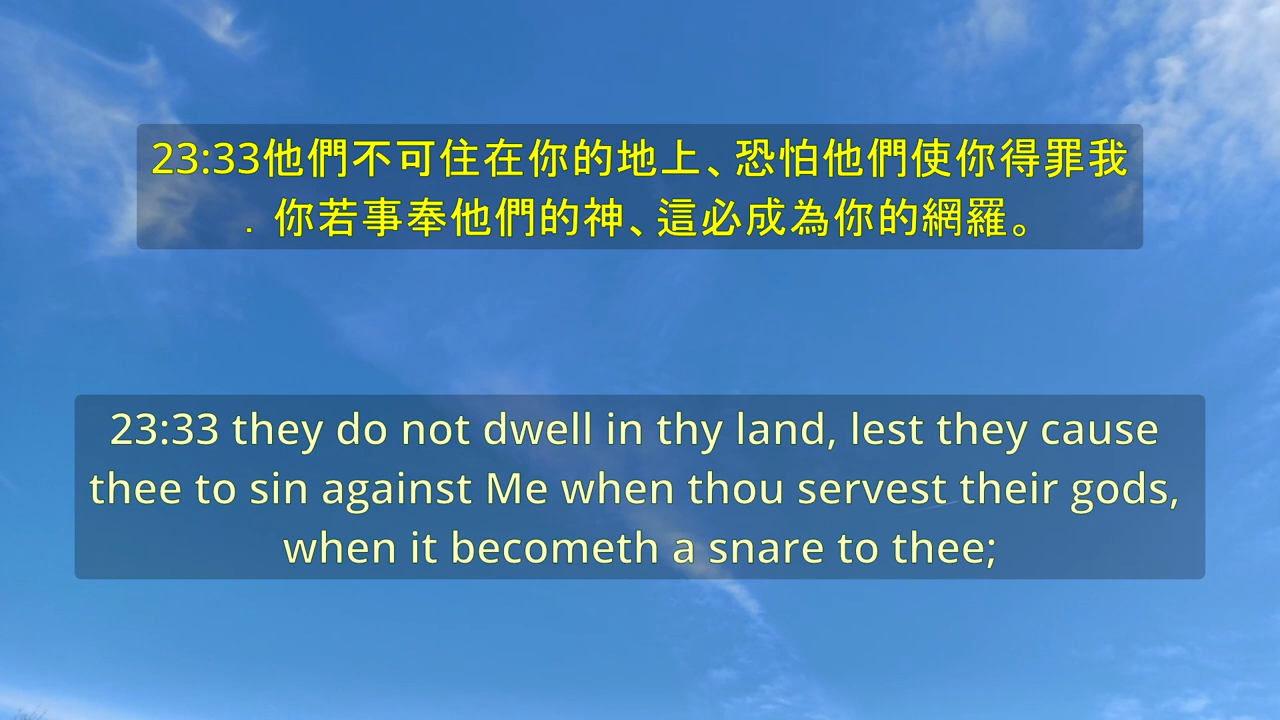 23:33他們不可住在你的地上、恐怕他們使你得罪我
．你若事奉他們的神、這必成為你的網羅。
23:33 they do not dwell in thy land, lest they cause
thee to sin against Me when thou servest their gods,
when it becometh a snare to thee;